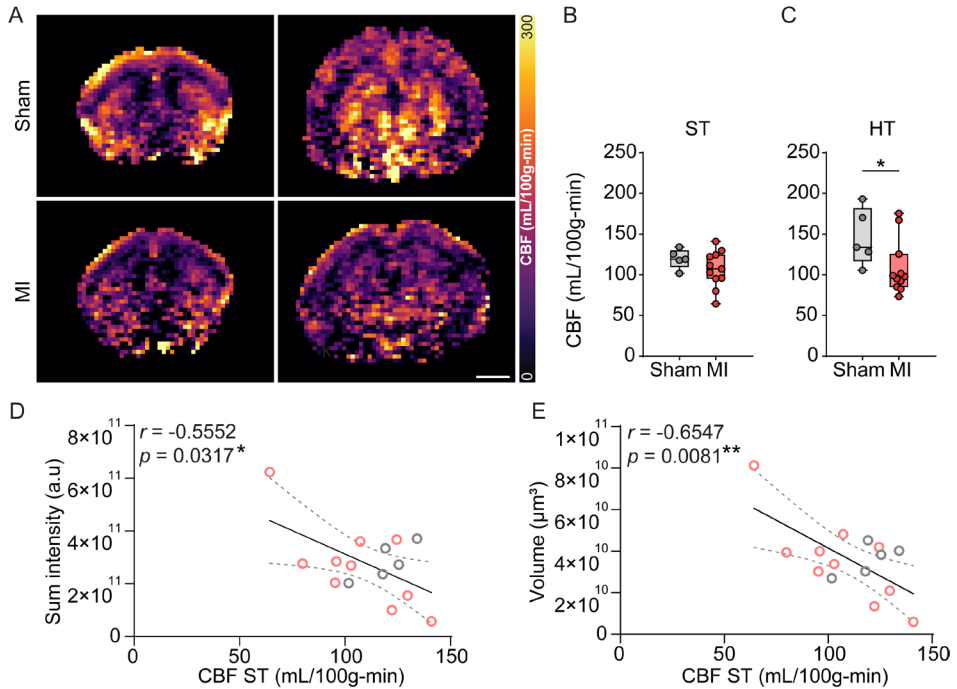 A
Sham
MI
300
CBF (mL/100g-min)
0
B
ST
CBF (mL/100g-min)
250
200
150
100
50
0
Sham MI
C
HT
*
250
200
150
100
50
0
Sham MI
D
r = -0.5552
p = 0.0317*
Sum intensity (a.u)
8×10 11
6×10 11
4×10 11
2×10 11
0
0 50 100 150
CBF ST (mL/100g-min)
E
r = -0.6547
p = 0.0081**
Volume (μm³)
1×10 11
8×10 10
6×10 10
4×10 10
2×10 10
0
0 50 100 150
CBF ST (mL/100g-min)